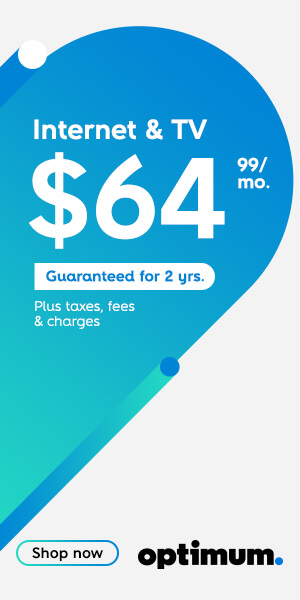 Internet & TV
$64 99/
mo.
Guaranteed for 2 yrs.
Plus taxes, fees
& charges
Shop now
optimum.